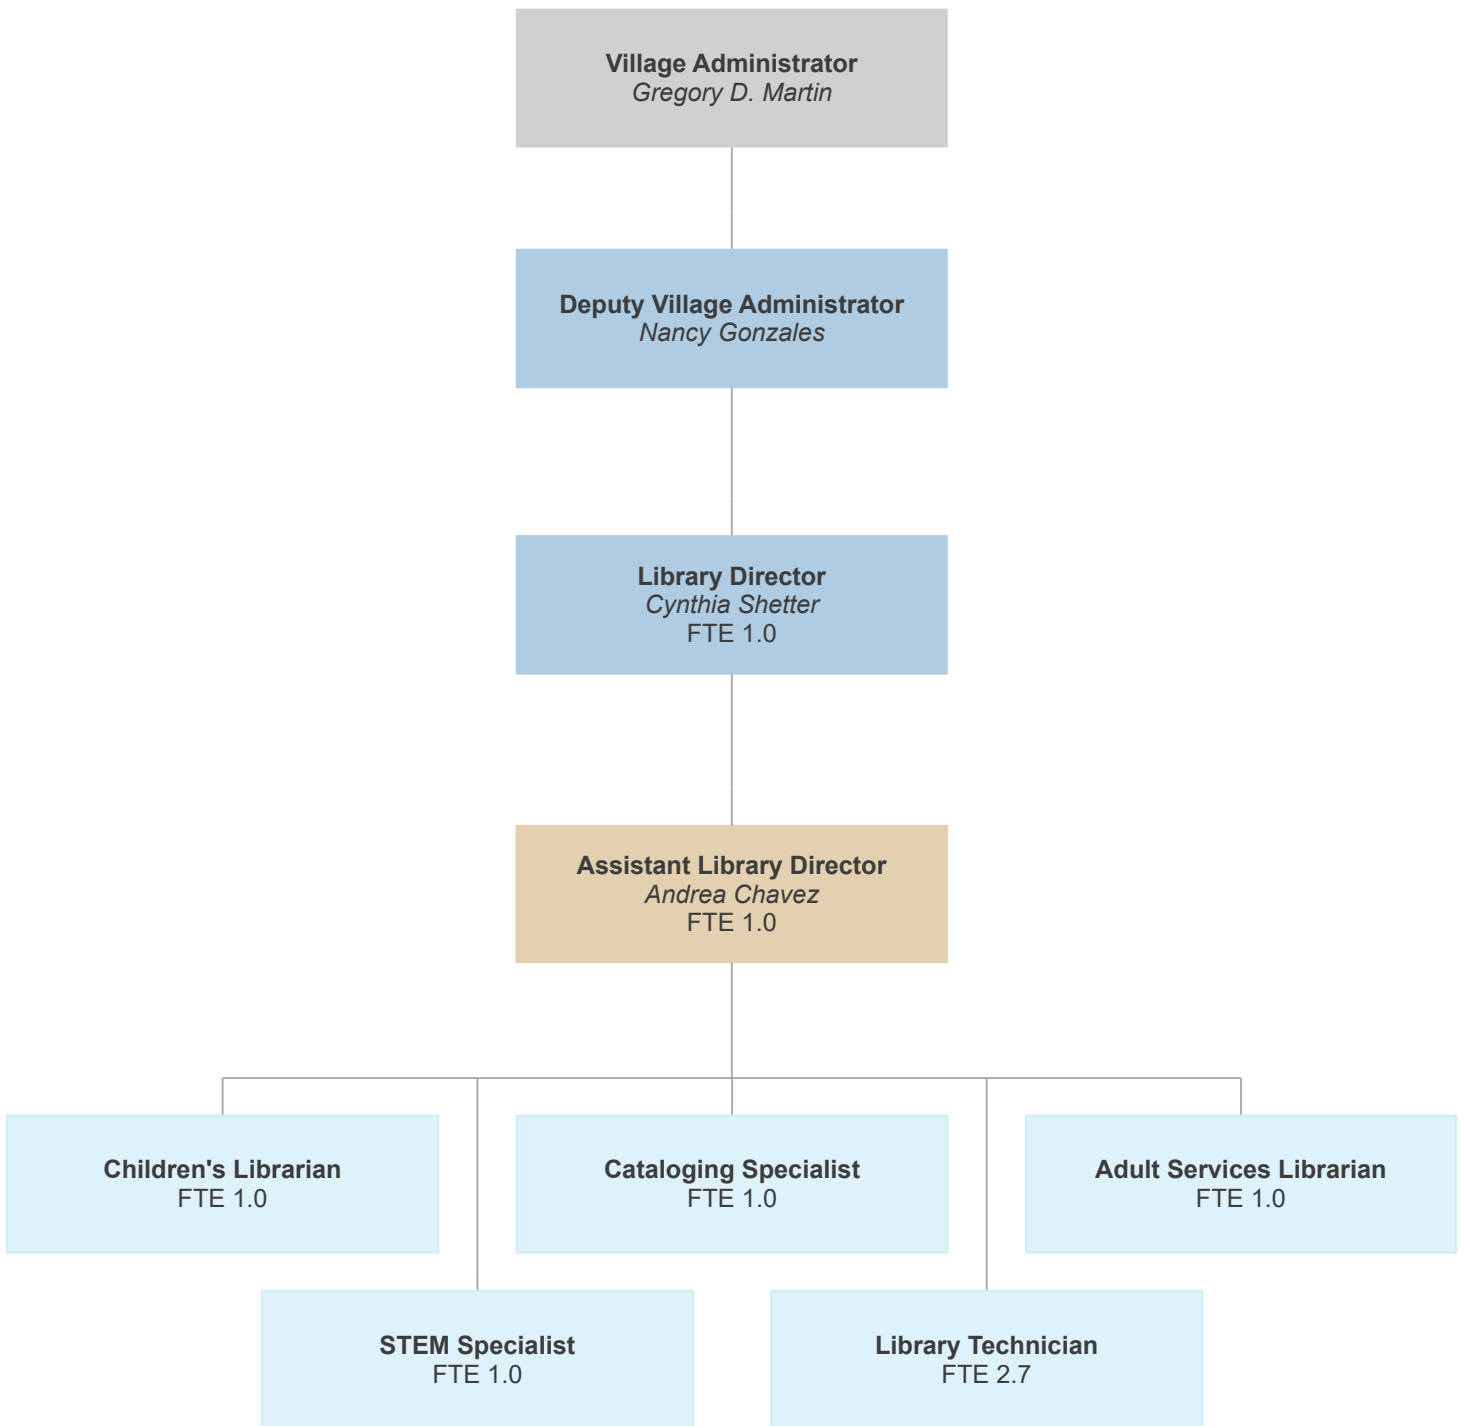 Village Administrator
Gregory D. Martin
Deputy Village Administrator
Nancy Gonzales
Library Director
Cynthia Shetter
FTE 1.0
Assistant Library Director
Andrea Chavez
FTE 1.0
Children's Librarian
FTE 1.0
Cataloging Specialist
FTE 1.0
Adult Services Librarian
FTE 1.0
STEM Specialist
FTE 1.0
Library Technician
FTE 2.7